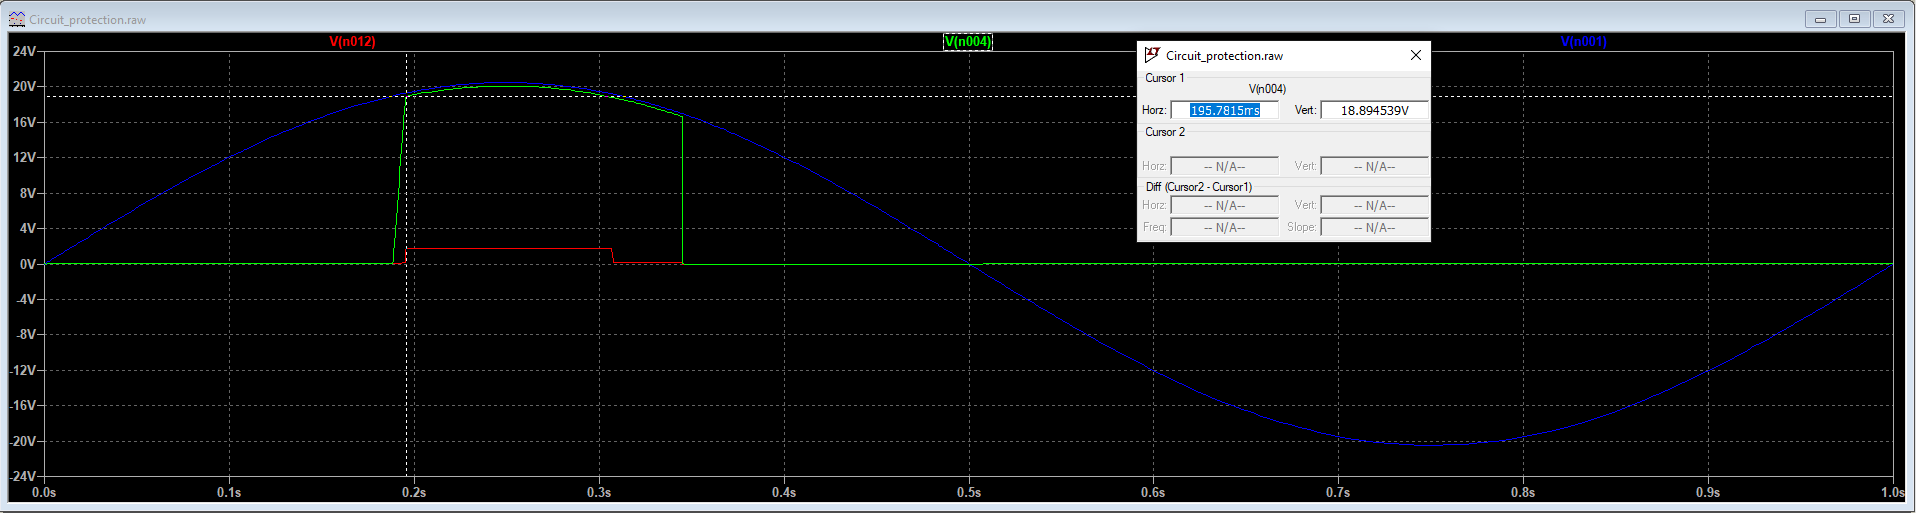 Circuit_protection.raw
V(n012) V(n004) V(n001)
24V
20V
16V
12V
8V
4V
0V
-4V
-8V
-12V
-16V
-20V
-24V
0.0s 0.1s 0.2s 0.3s 0.4s 0.5s 0.6s 0.7s 0.8s 0.9s 1.0s
Circuit_protection.raw
Cursor 1
V(n004)
Horz: 195.7815ms Vert: 18.894539V
Cursor 2
Horz: -- N/A-- Vert: -- N/A--
Diff (Cursor2 - Cursor1)
Horz: -- N/A-- Vert: -- N/A--
Freq: -- N/A-- Slope: -- N/A--